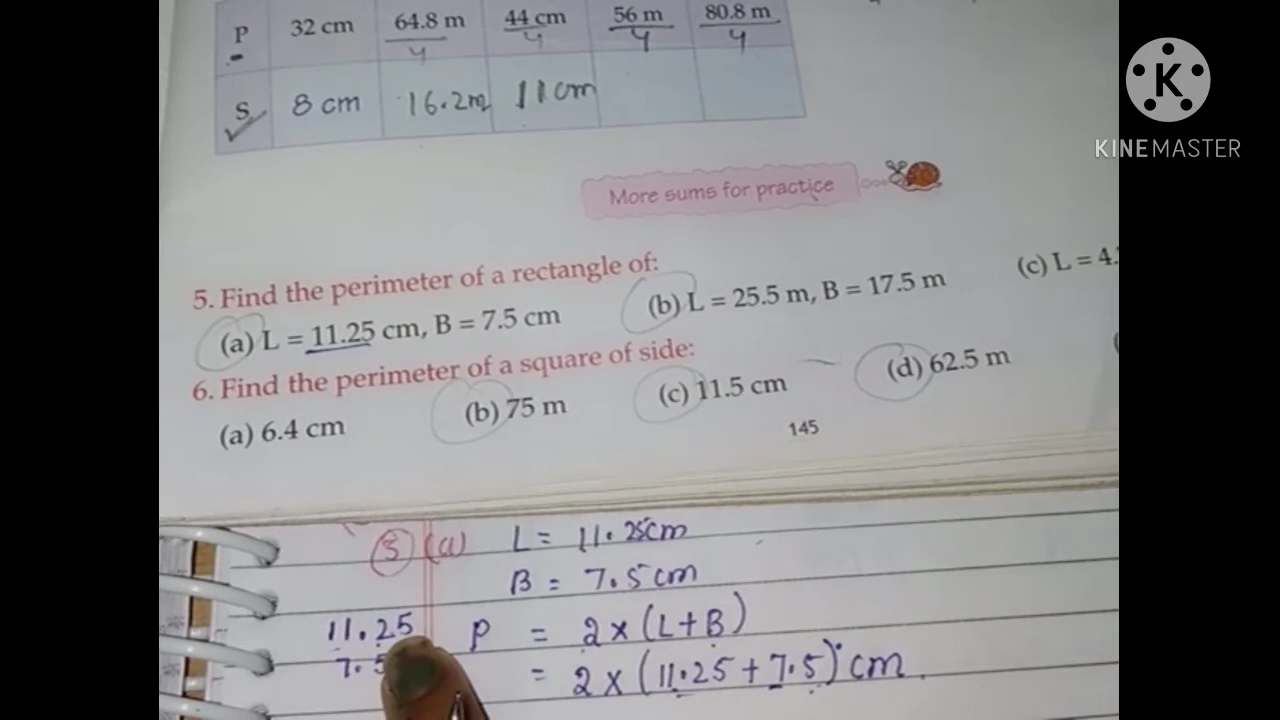 P 32 cm 64.8 m 44 cm 56 m 80.8 m
4 4 4 4
S 8 cm 16.2m 11cm
K
KINEMASTER
More sums for practice
5. Find the perimeter of a rectangle of:
(a) L = 11.25 cm, B = 7.5 cm (b) L = 25.5 m, B = 17.5 m (c) L = 4.
6. Find the perimeter of a square of side:
(a) 6.4 cm (b) 75 m (c) 11.5 cm (d) 62.5 m
145
5 (a) L = 11.25cm
B = 7.5cm
11.25 P = 2 × (L+B)
7.5 = 2 × (11.25 + 7.5) cm